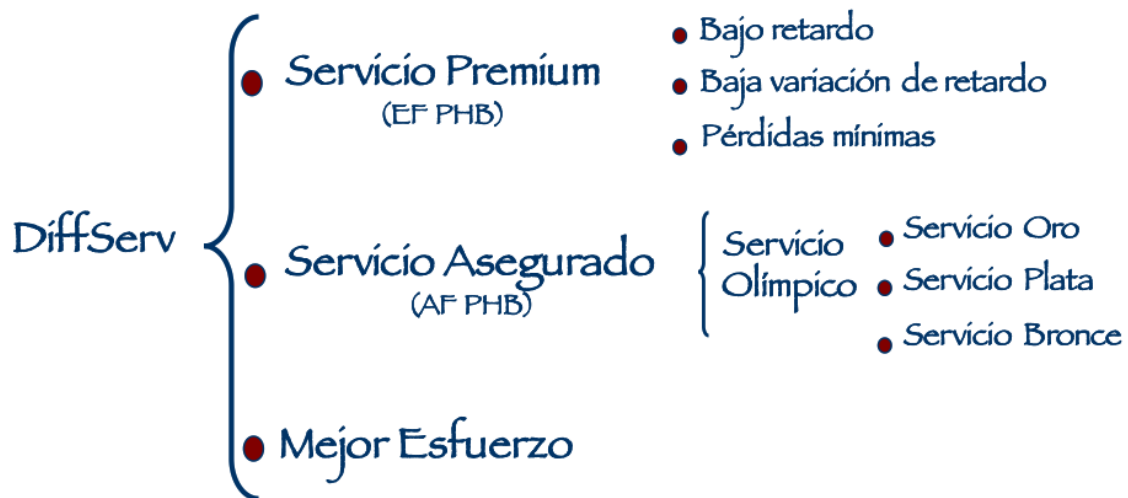 DiffServ
Servicio Premium
(EF PHB)
Bajo retardo
Baja variación de retardo
Pérdidas mínimas
Servicio Asegurado
(AF PHB)
Servicio
Olímpico
Servicio Oro
Servicio Plata
Servicio Bronce
Mejor Esfuerzo